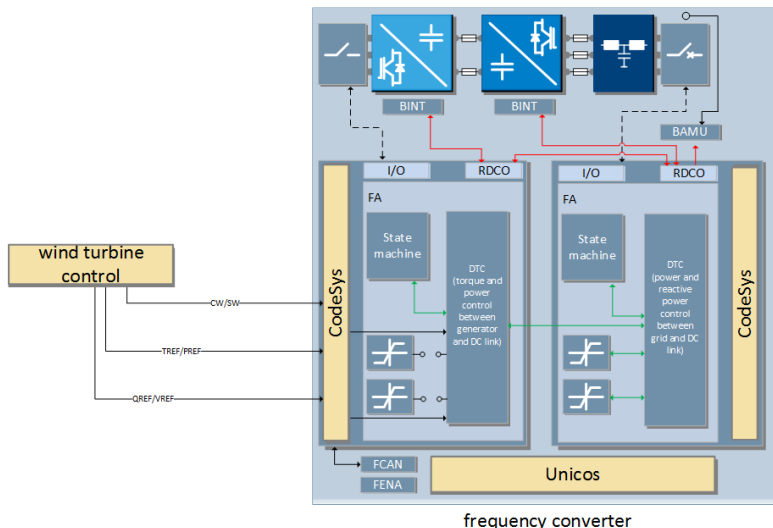 BINT
BINT
BAMU
I/O
RDCO
I/O
RDCO
FA
FA
State
machine
State
machine
DTC
(torque and
power
control
between
generator
and DC link)
DTC
(power and
reactive
power
control
between
grid and DC
link)
CodeSys
CodeSys
wind turbine
control
CW/SW
TREF/PREF
QREF/VREF
FCAN
FENA
Unicos
frequency converter